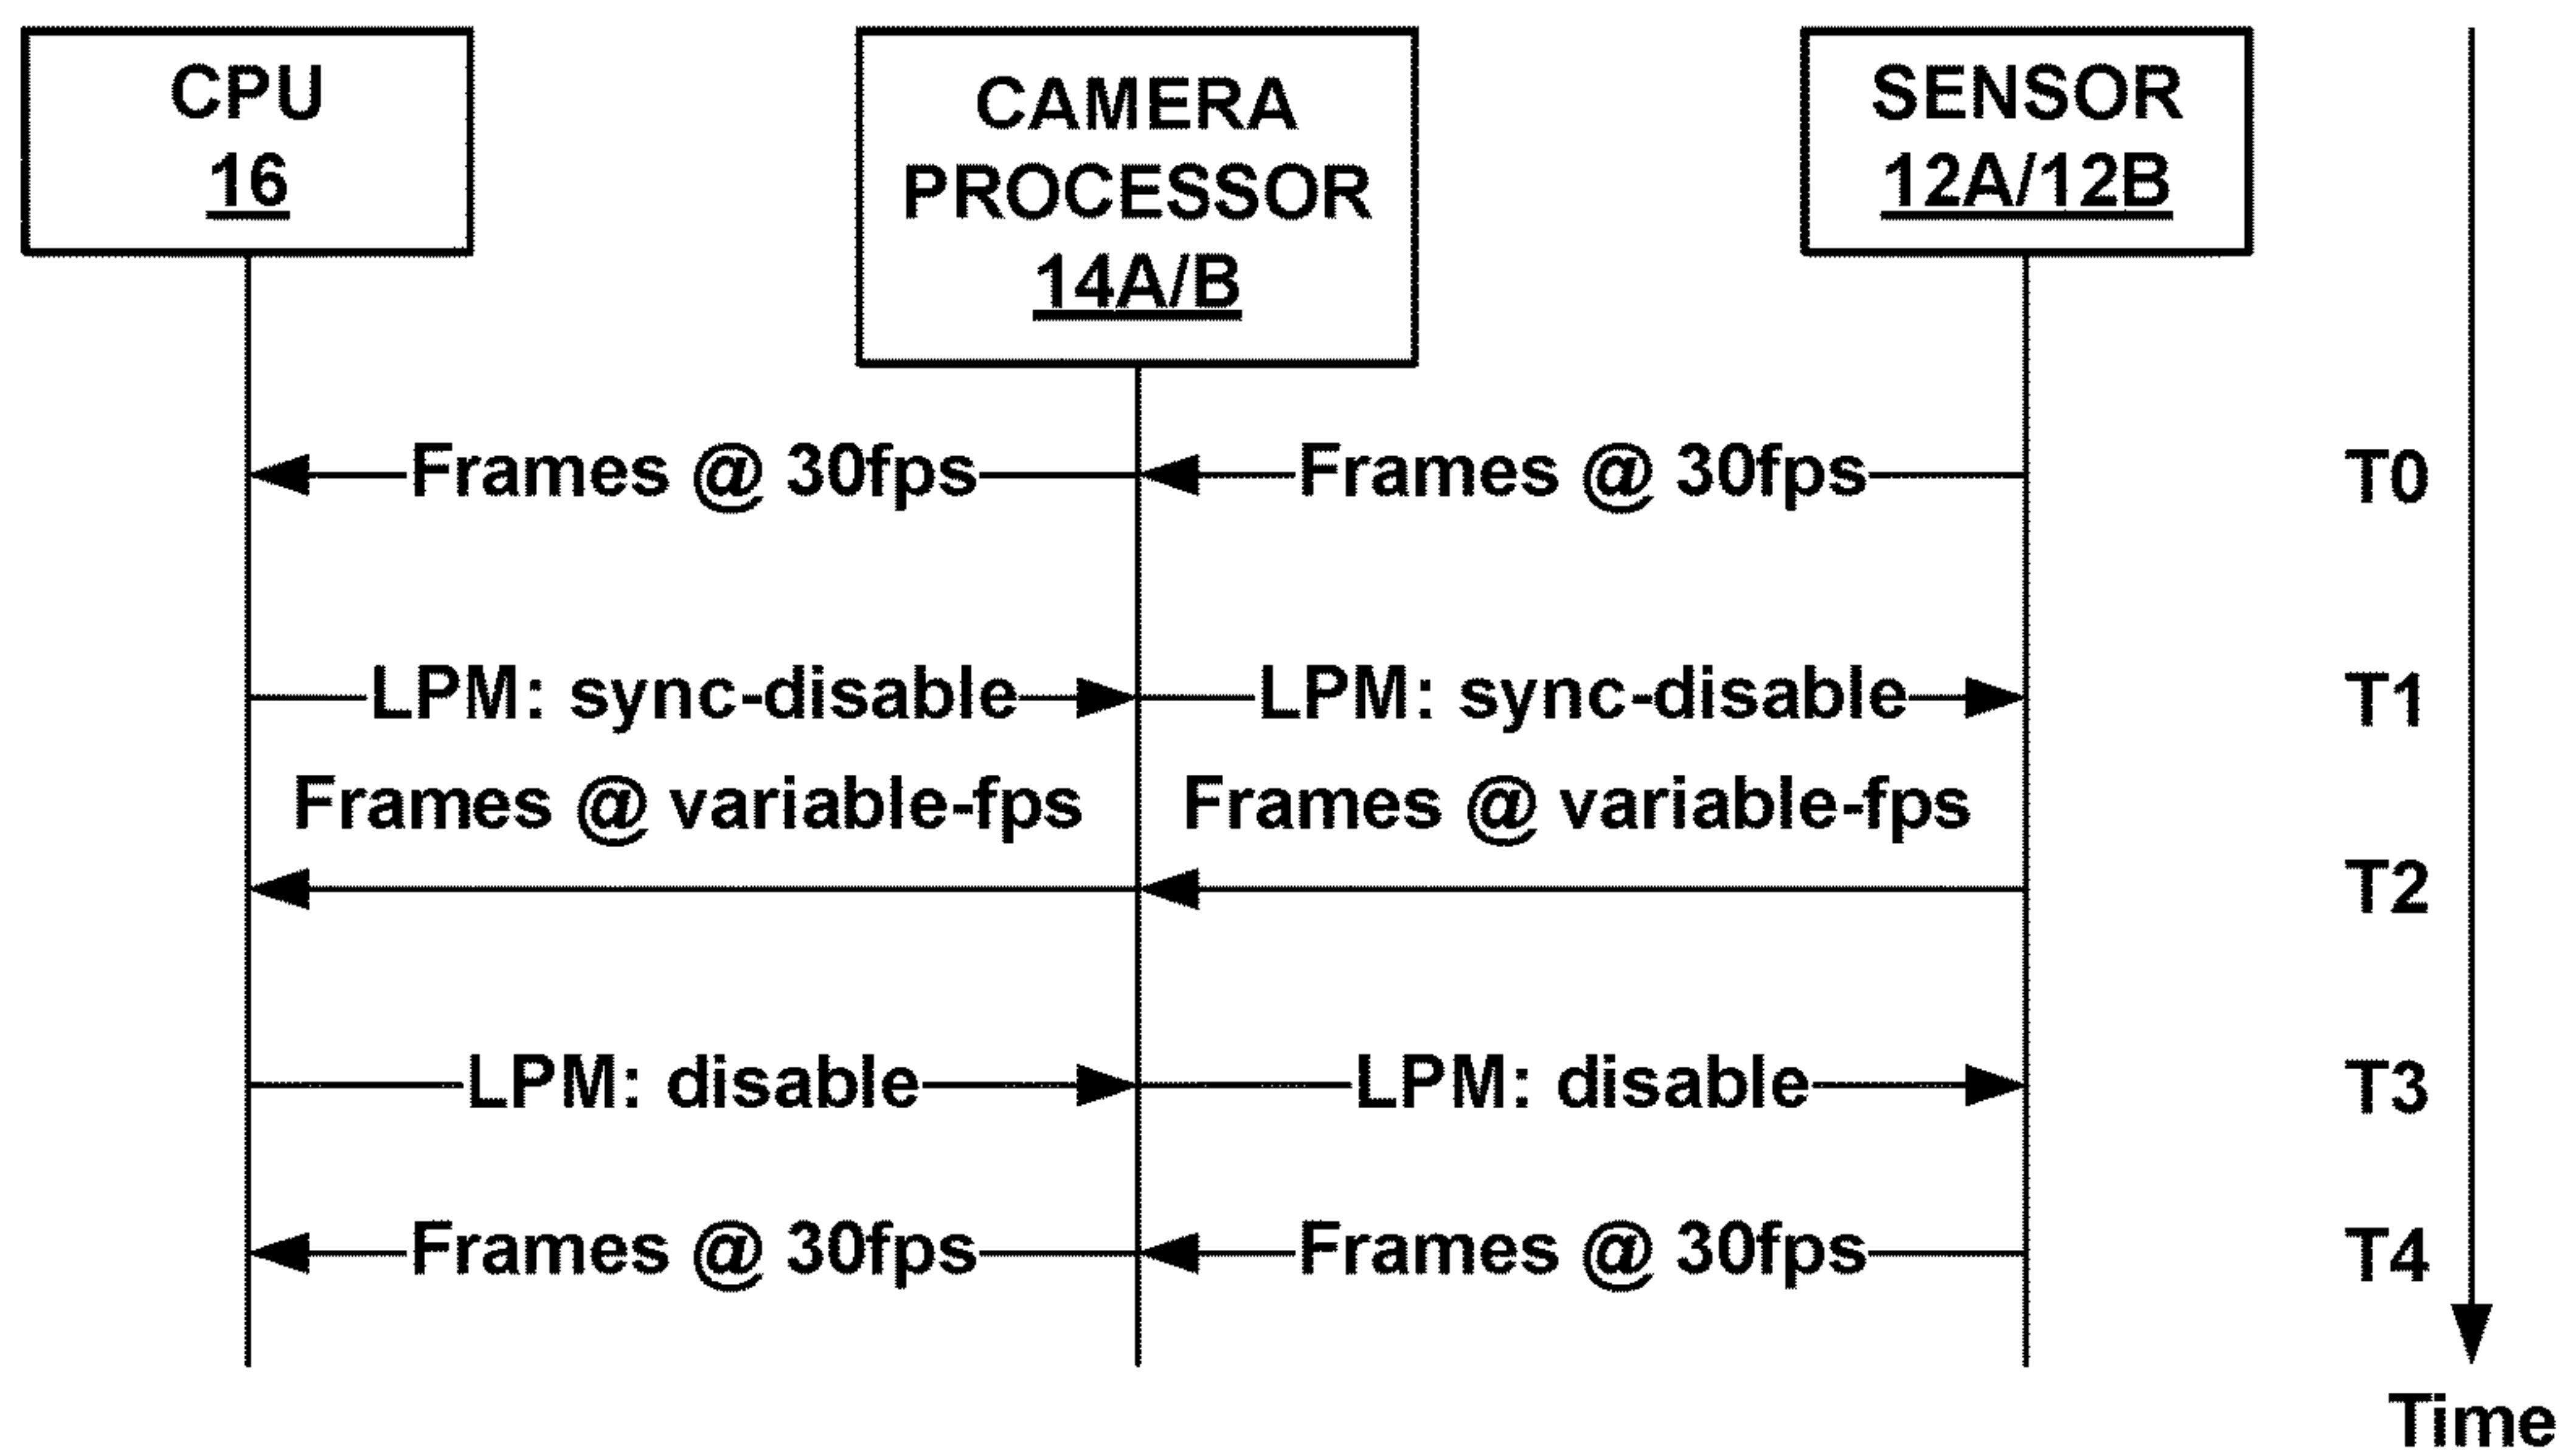 CPU
16
CAMERA
PROCESSOR
14A/B
SENSOR
12A/12B
Frames @ 30fps
Frames @ 30fps
T0
LPM: sync-disable
LPM: sync-disable
T1
Frames @ variable-fps
Frames @ variable-fps
T2
LPM: disable
LPM: disable
T3
Frames @ 30fps
Frames @ 30fps
T4
Time